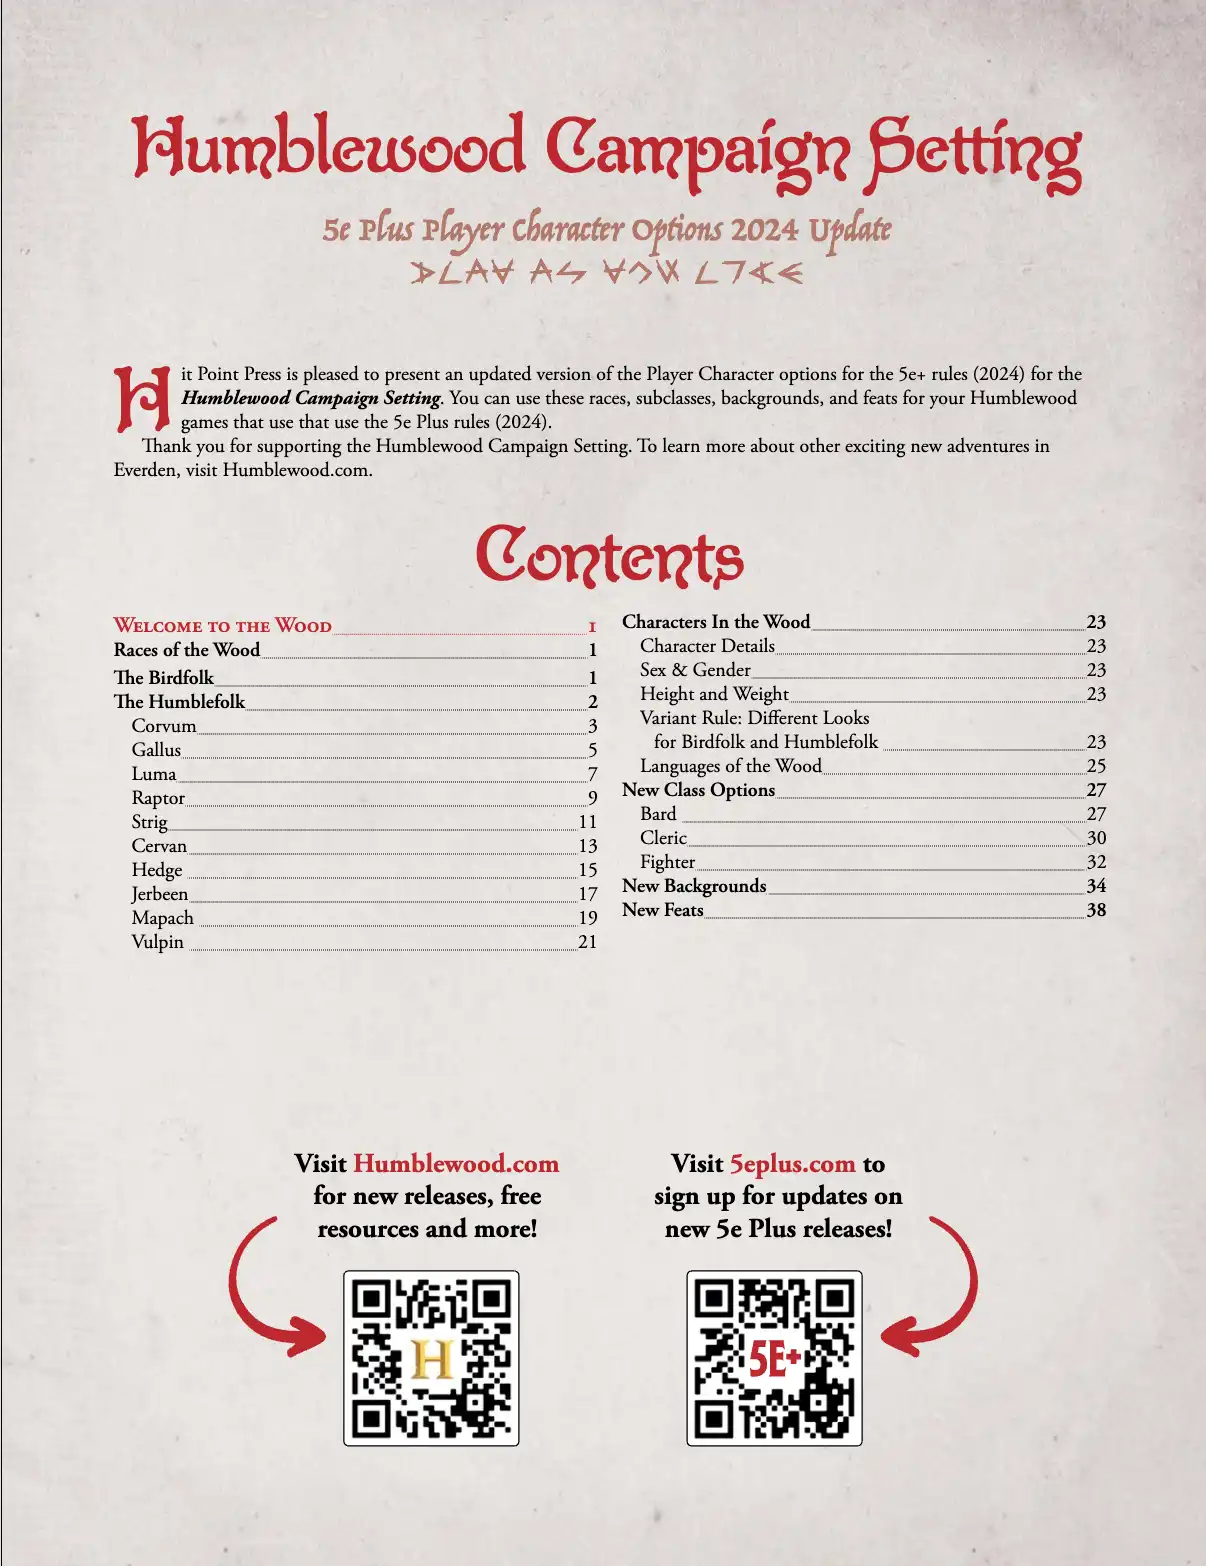 Humblewood Campaign Setting
5e Plus Player Character Options 2024 Update
Hit Point Press is pleased to present an updated version of the Player Character options for the 5e+ rules (2024) for the
Humblewood Campaign Setting. You can use these races, subclasses, backgrounds, and feats for your Humblewood
games that use that use the 5e Plus rules (2024).
Thank you for supporting the Humblewood Campaign Setting. To learn more about other exciting new adventures in
Everden, visit Humblewood.com.
Contents
Welcome to the Wood 1
Races of the Wood 1
The Birdfolk 1
The Humblefolk 2
Corvum 3
Gallus 5
Luma 7
Raptor 9
Strig 11
Cervan 13
Hedge 15
Jerbeen 17
Mapach 19
Vulpin 21
Characters In the Wood 23
Character Details 23
Sex & Gender 23
Height and Weight 23
Variant Rule: Different Looks
for Birdfolk and Humblefolk 23
Languages of the Wood 25
New Class Options 27
Bard 27
Cleric 30
Fighter 32
New Backgrounds 34
New Feats 38
Visit Humblewood.com
for new releases, free
resources and more!
H
Visit 5eplus.com to
sign up for updates on
new 5e Plus releases!
5E+